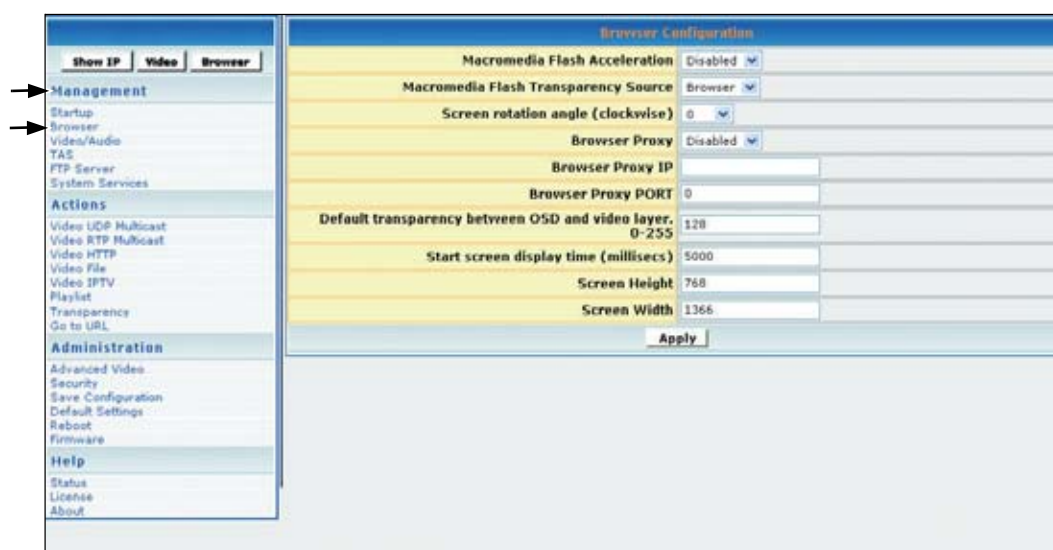 Show IP Video Browser
Management
Startup
Browser
Video/Audio
TAS
FTP Server
System Services
Actions
Video UDP Multicast
Video RTP Multicast
Video HTTP
Video File
Video IPTV
Playlist
Transparency
Go to URL
Administration
Advanced Video
Security
Save Configuration
Default Settings
Reboot
Firmware
Help
Status
License
About
Browser Configuration
Macromedia Flash Acceleration Disabled
Macromedia Flash Transparency Source Browser
Screen rotation angle (clockwise) 0
Browser Proxy Disabled
Browser Proxy IP
Browser Proxy PORT 0
Default transparency between OSD and video layer.
0-255 128
Start screen display time (millisecs) 5000
Screen Height 768
Screen Width 1366
Apply